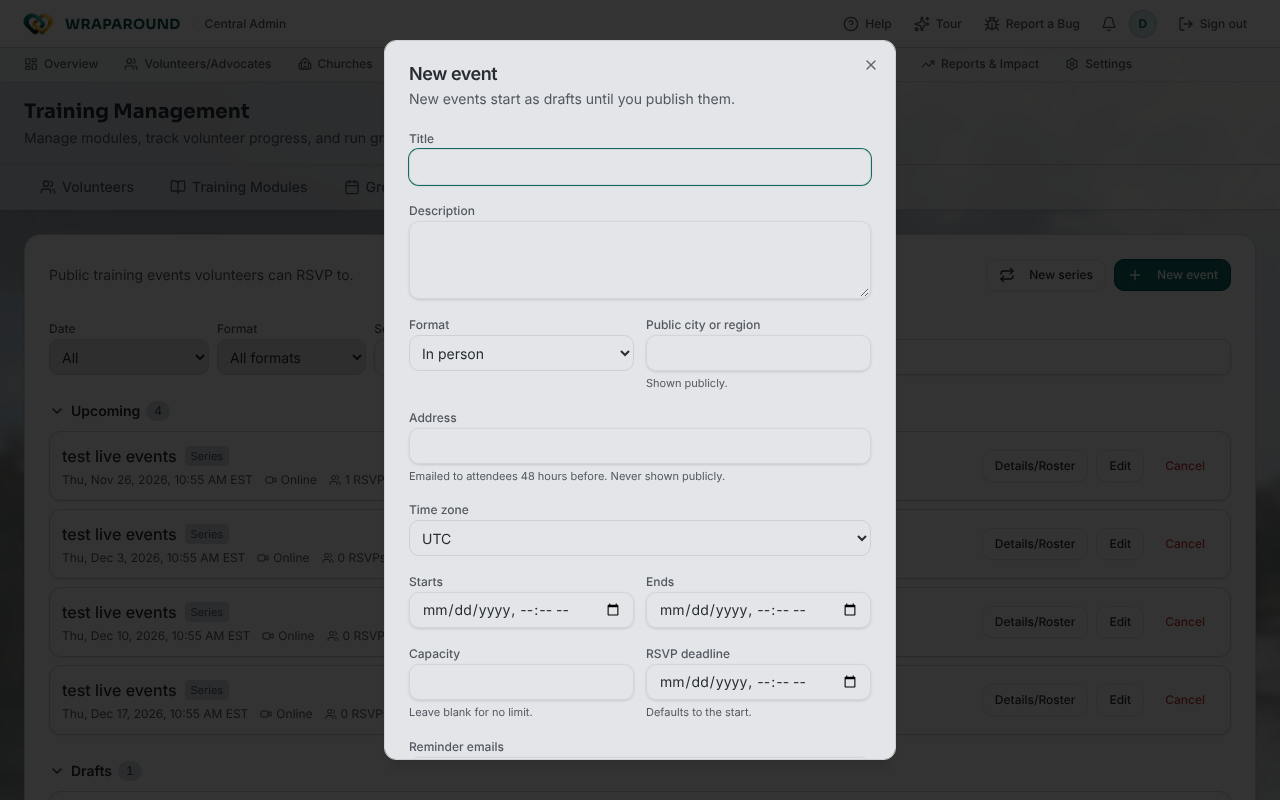 WRAPAROUND Central Admin Help Tour Report a Bug D Sign out
Overview Volunteers/Advocates Churches Reports & Impact Settings
Training Management
Manage modules, track volunteer progress, and run
Volunteers Training Modules
Public training events volunteers can RSVP to. New series New event
Date Format
All All formats
Upcoming 4
test live events Series
Thu, Nov 26, 2026, 10:55 AM EST Online 1 RSVP
Details/Roster Edit Cancel
test live events Series
Thu, Dec 3, 2026, 10:55 AM EST Online 0 RSVPs
Details/Roster Edit Cancel
test live events Series
Thu, Dec 10, 2026, 10:55 AM EST Online 0 RSVP
Details/Roster Edit Cancel
test live events Series
Thu, Dec 17, 2026, 10:55 AM EST Online 0 RSVP
Details/Roster Edit Cancel
Drafts 1
New event
New events start as drafts until you publish them.
Title
Description
Format Public city or region
In person
Shown publicly.
Address
Emailed to attendees 48 hours before. Never shown publicly.
Time zone
UTC
Starts Ends
mm/dd/yyyy, --:-- -- mm/dd/yyyy, --:-- --
Capacity RSVP deadline
mm/dd/yyyy, --:-- --
Leave blank for no limit. Defaults to the start.
Reminder emails